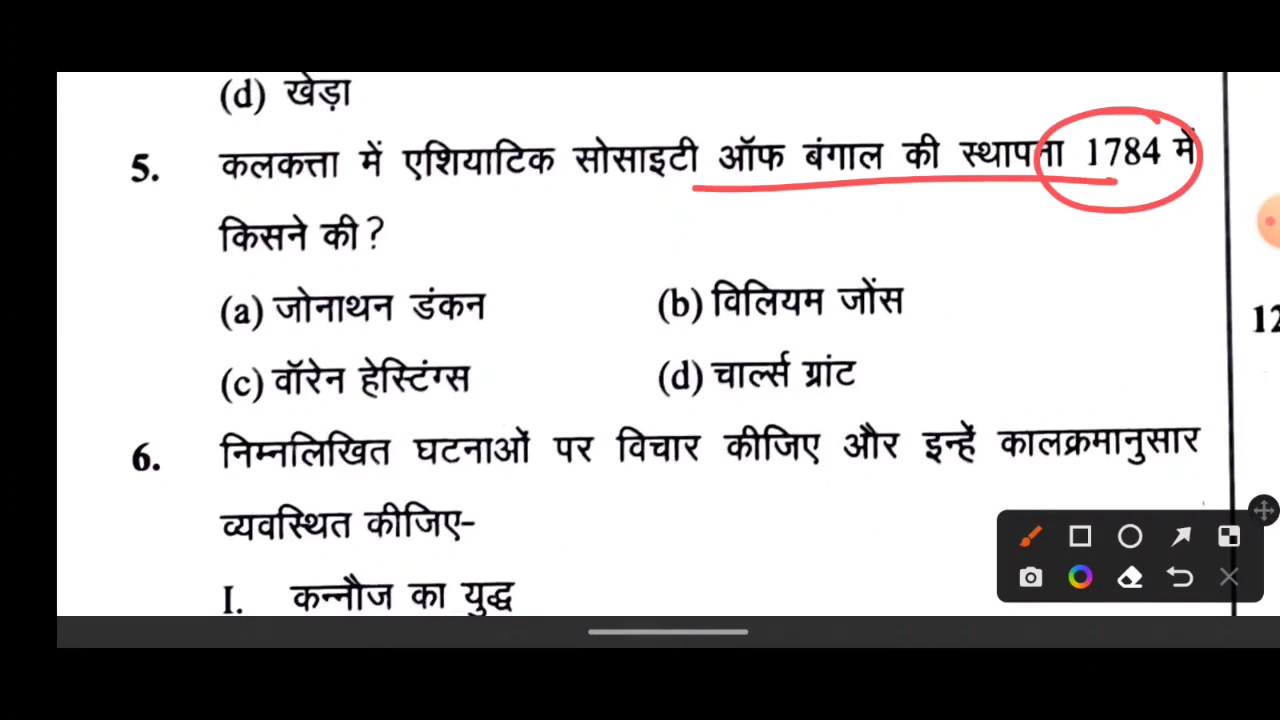 (d) खेड़ा
5. कलकत्ता में एशियाटिक सोसाइटी ऑफ बंगाल की स्थापना 1784 में
किसने की?
(a) जोनाथन डंकन (b) विलियम जोंस
(c) वॉरेन हेस्टिंग्स (d) चार्ल्स ग्रांट
12
6. निम्नलिखित घटनाओं पर विचार कीजिए और इन्हें कालक्रमानुसार
व्यवस्थित कीजिए-
I. कन्नौज का युद्ध